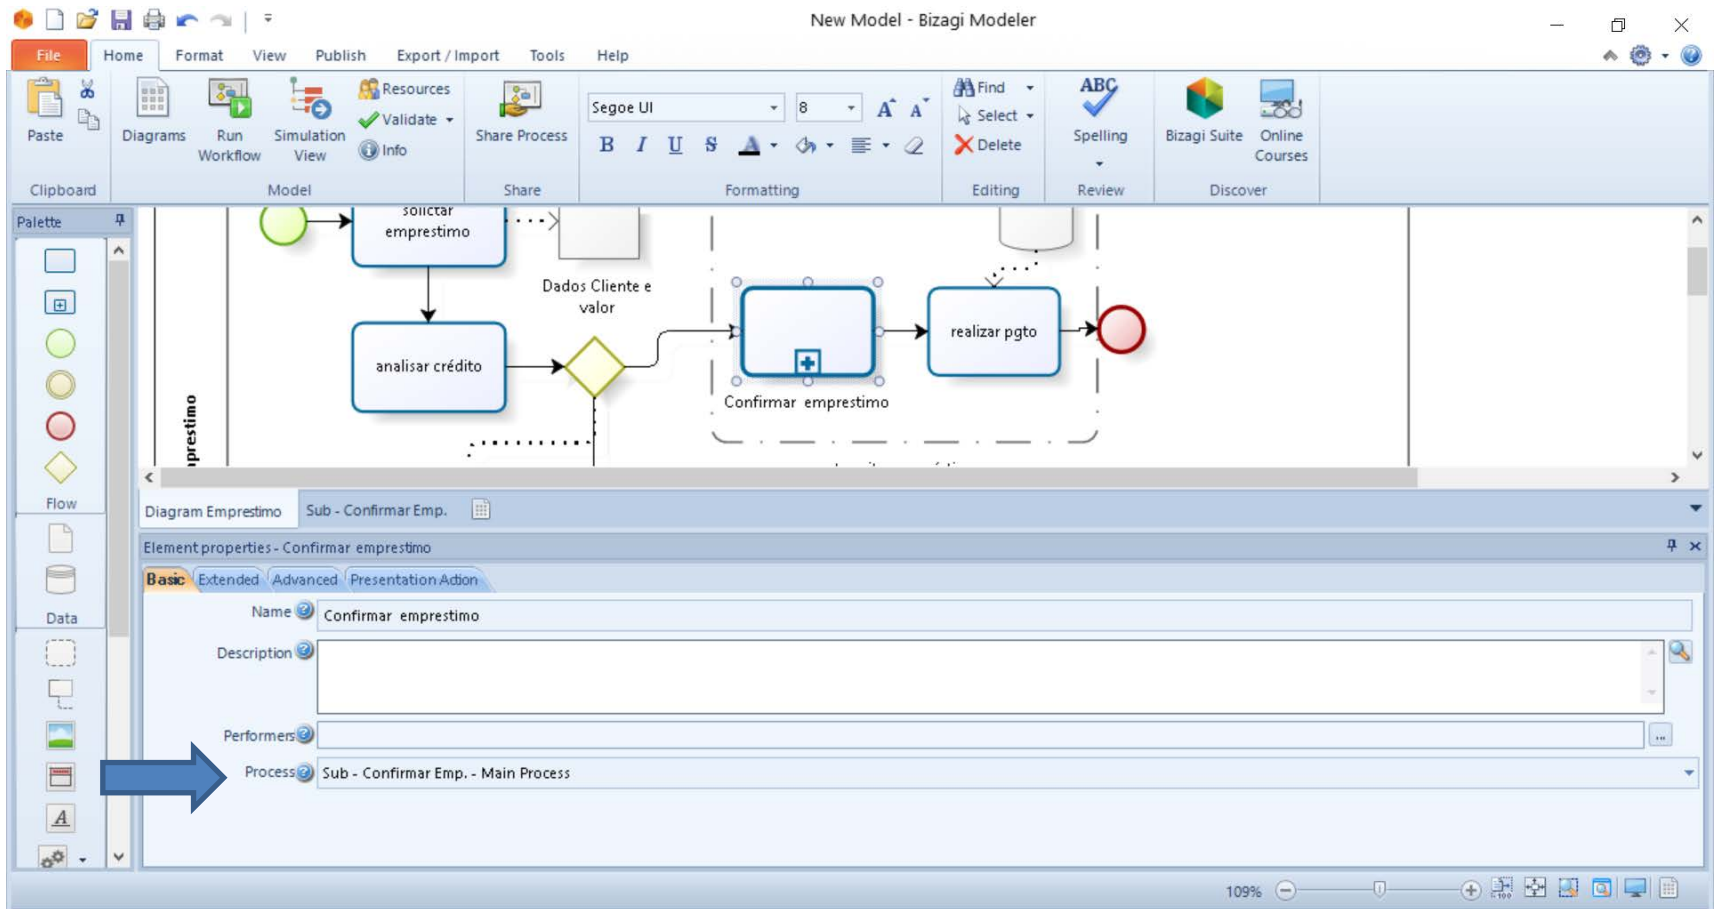 New Model - Bizagi Modeler
File Home Format View Publish Export / Import Tools Help
Paste
Clipboard
Diagrams
Run Workflow
Simulation View
Resources
Validate
Info
Model
Share Process
Share
Segoe UI 8 A A
B I U S A
Formatting
Find
Select
Delete
Editing
ABC
Spelling
Review
Bizagi Suite
Online Courses
Discover
Palette
Flow
Data
A
solictar
emprestimo
Dados Cliente e
valor
analisar crédito
Confirmar emprestimo
realizar pgto
Diagram Emprestimo Sub - Confirmar Emp.
Element properties - Confirmar emprestimo
Basic Extended Advanced Presentation Action
Name Confirmar emprestimo
Description
Performers ...
Process Sub - Confirmar Emp. - Main Process
109%
100